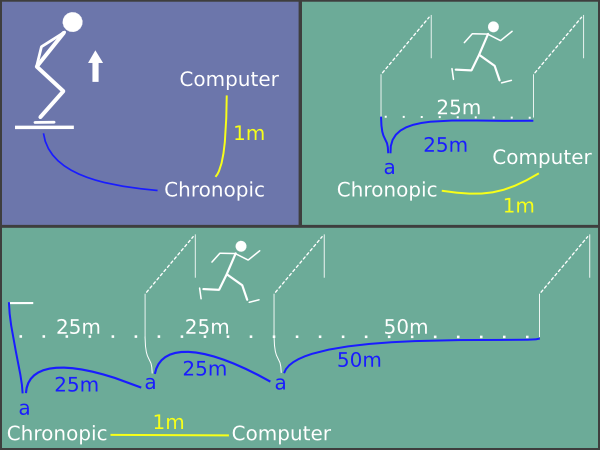 Computer
1m
Chronopic
25m
25m
a
Computer
Chronopic
1m
25m 25m 50m
50m
25m 25m
a a a
1m
Chronopic Computer